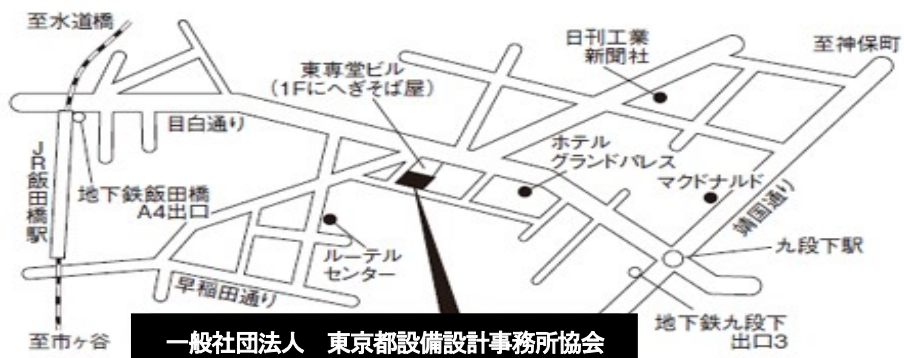 至水道橋
日刊工業
新聞社
至神保町
東専堂ビル
(1Fにへぎそば屋)
目白通り
JR飯田橋駅
地下鉄飯田橋
A4出口
ホテル
グランドパレス
マクドナルド
靖国通り
ルーテル
センター
九段下駅
早稲田通り
地下鉄九段下
出口3
至市ヶ谷
一般社団法人 東京都設備設計事務所協会